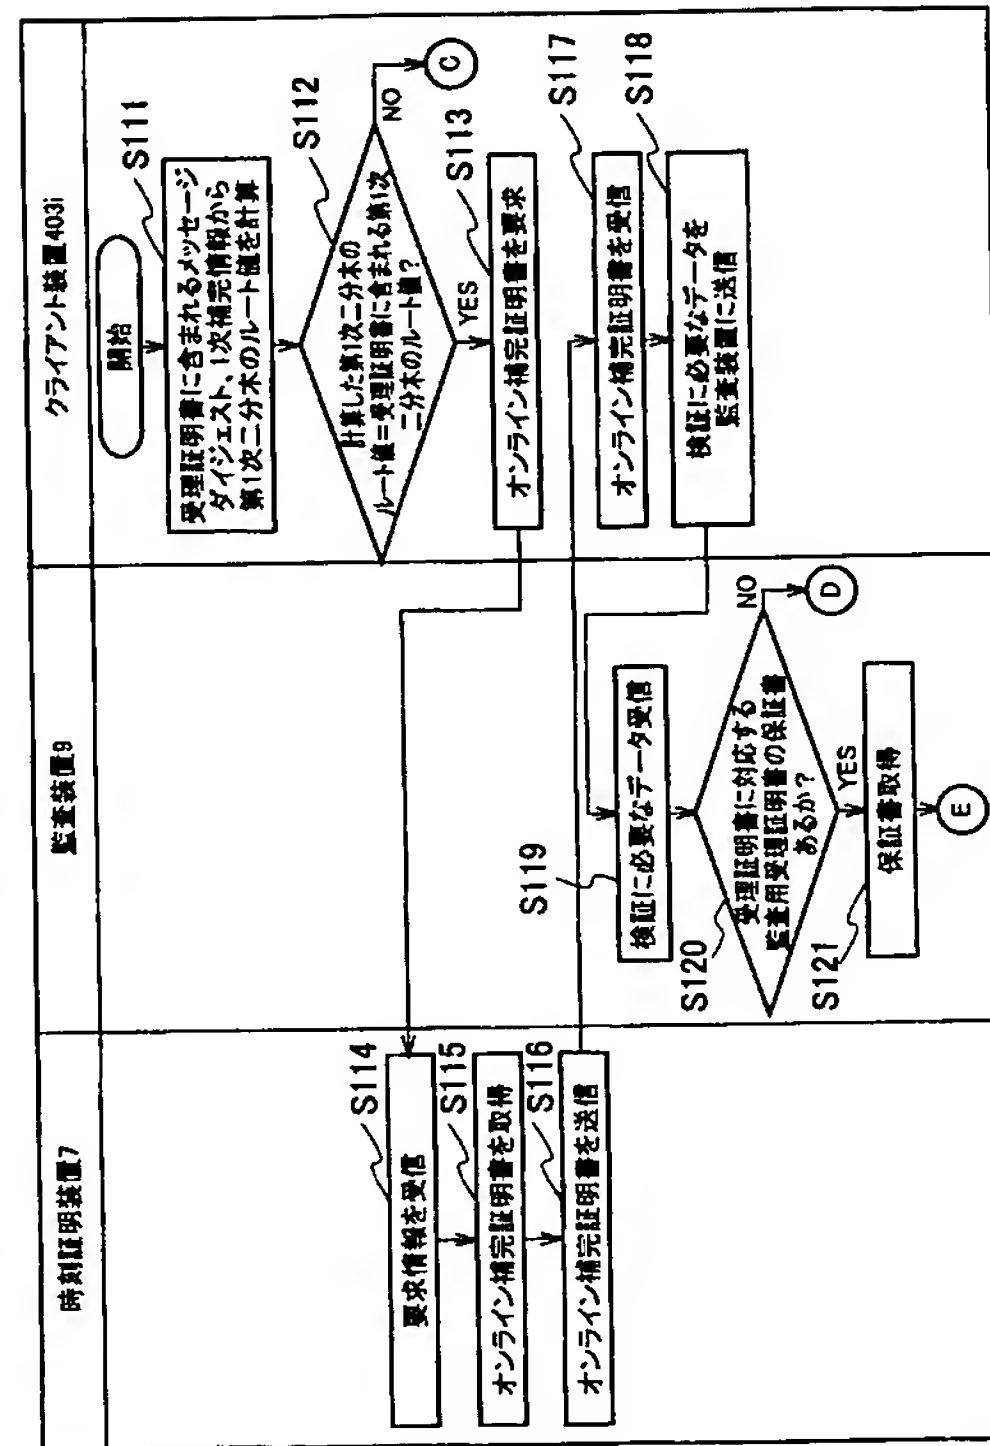 クライアント装置403i
開始
受理証明書に含まれるメッセージ
ダイジェスト、1次補完情報から
第1次二分木のルート値を計算
S111
計算した第1次二分木の
ルート値=受理証明書に含まれる第1次
二分木のルート値?
S112
NO
C
YES
オンライン補完証明書を要求
S113
オンライン補完証明書を受信
S117
検証に必要なデータを
監査装置に送信
S118
監査装置9
検証に必要なデータ受信
S119
受理証明書に対応する
監査用受理証明書の保証書
あるか?
S120
NO
D
YES
保証書取得
S121
E
時刻証明装置7
要求情報を受信
S114
オンライン補完証明書を取得
S115
オンライン補完証明書を送信
S116